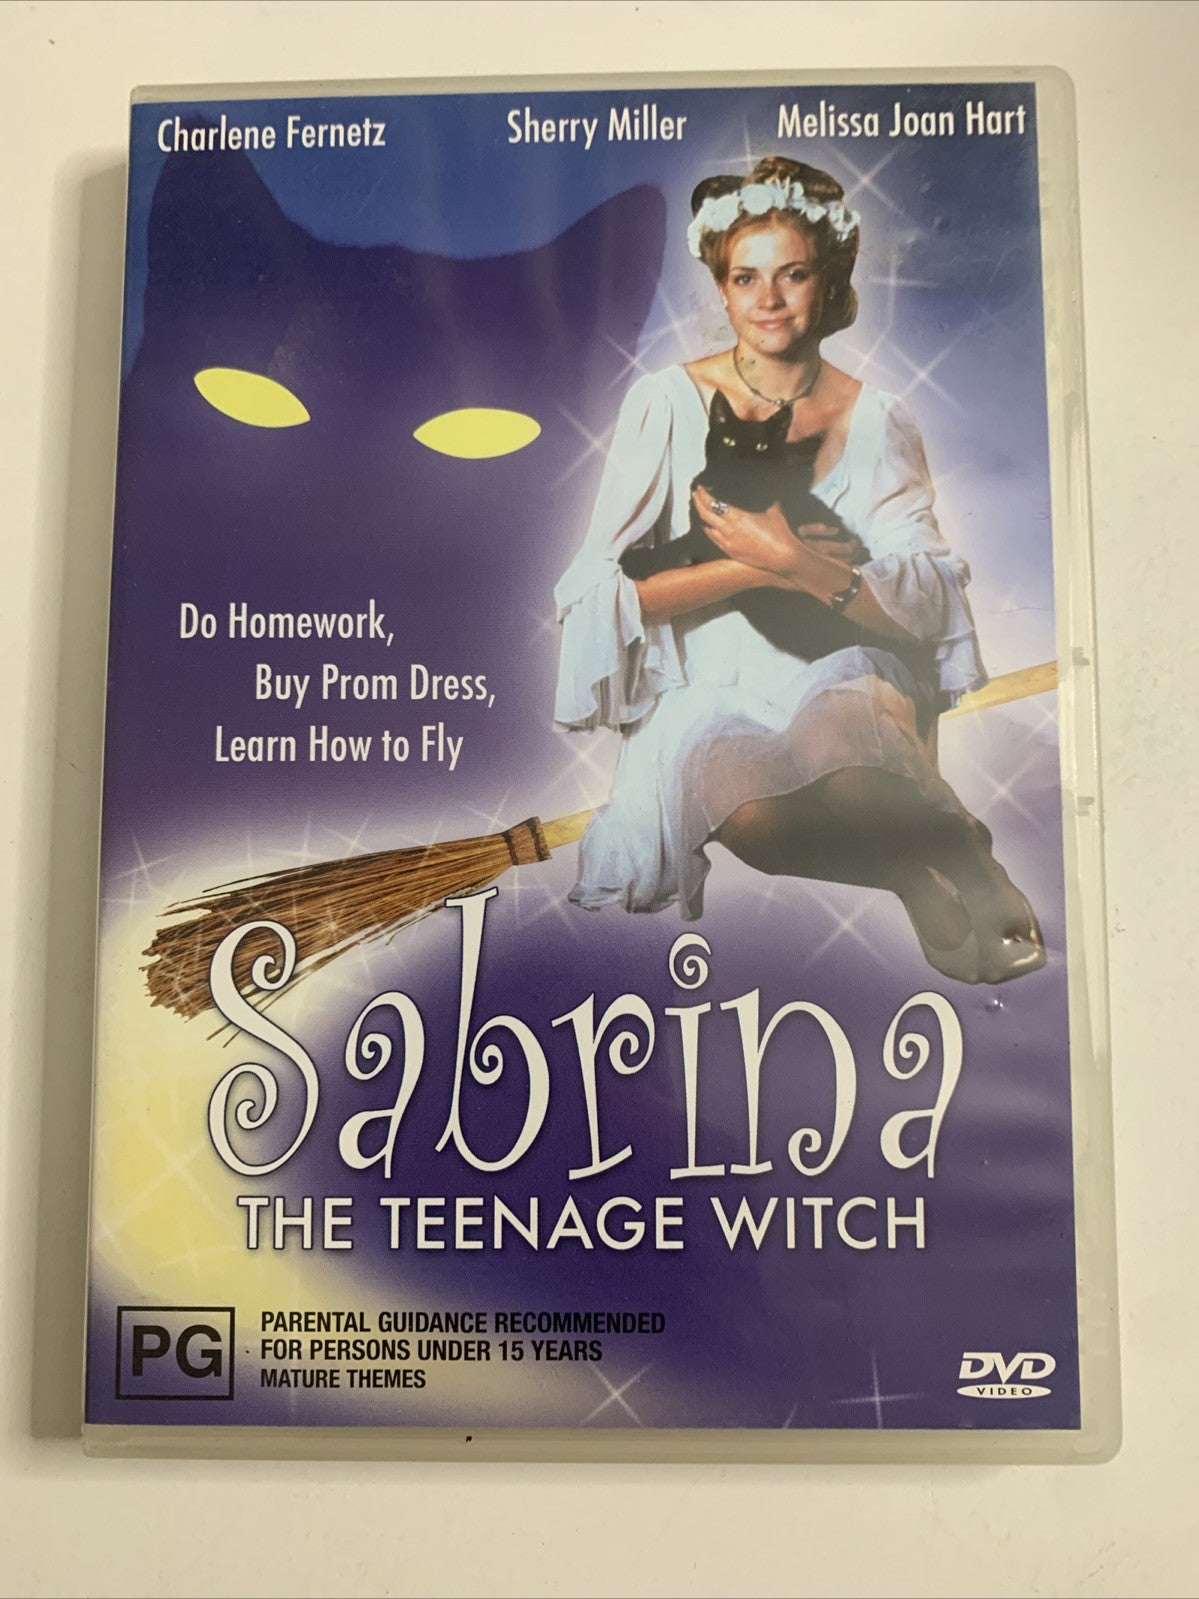 Charlene Fernetz Sherry Miller Melissa Joan Hart
Do Homework,
Buy Prom Dress,
Learn How to Fly
Sabrina
THE TEENAGE WITCH
PG
PARENTAL GUIDANCE RECOMMENDED
FOR PERSONS UNDER 15 YEARS
MATURE THEMES
DVD
VIDEO